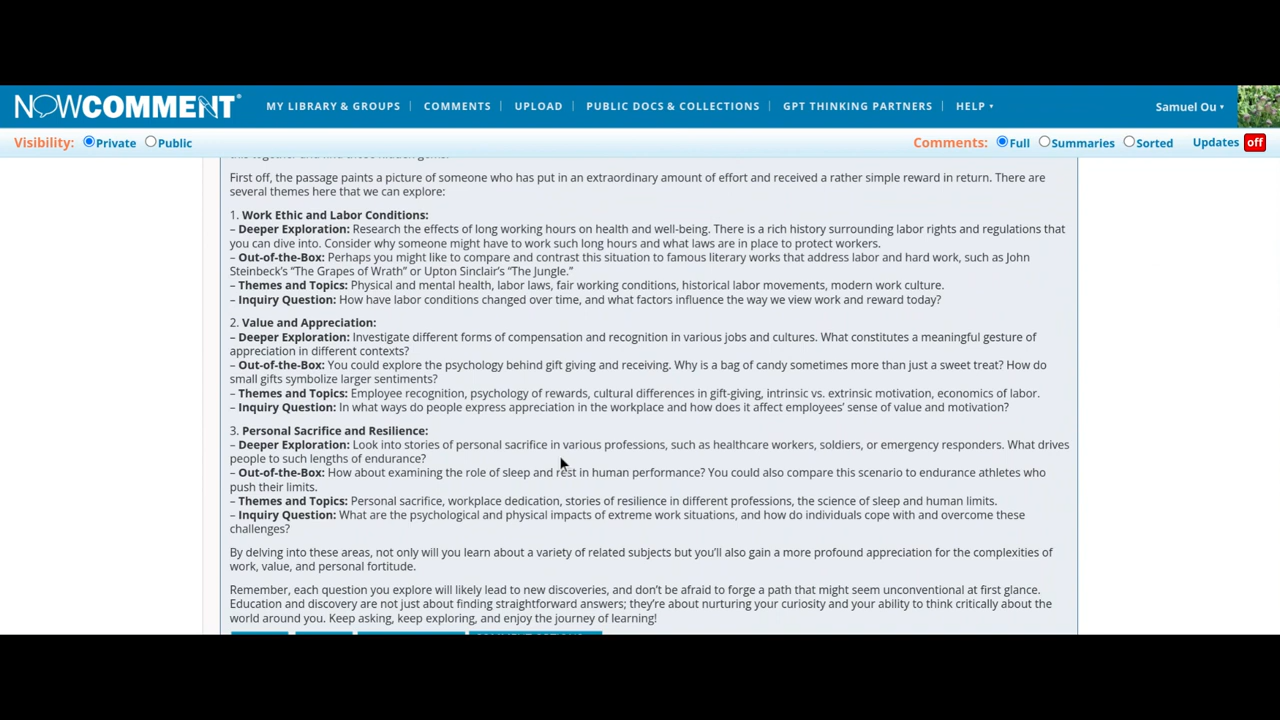 NOWCOMMENT®
MY LIBRARY & GROUPS | COMMENTS | UPLOAD | PUBLIC DOCS & COLLECTIONS | GPT THINKING PARTNERS | HELP ▾
Samuel Ou ▾
Visibility: Private Public
Comments: Full Summaries Sorted Updates off
First off, the passage paints a picture of someone who has put in an extraordinary amount of effort and received a rather simple reward in return. There are
several themes here that we can explore:
1. Work Ethic and Labor Conditions:
– Deeper Exploration: Research the effects of long working hours on health and well-being. There is a rich history surrounding labor rights and regulations that
you can dive into. Consider why someone might have to work such long hours and what laws are in place to protect workers.
– Out-of-the-Box: Perhaps you might like to compare and contrast this situation to famous literary works that address labor and hard work, such as John
Steinbeck’s “The Grapes of Wrath” or Upton Sinclair’s “The Jungle.”
– Themes and Topics: Physical and mental health, labor laws, fair working conditions, historical labor movements, modern work culture.
– Inquiry Question: How have labor conditions changed over time, and what factors influence the way we view work and reward today?
2. Value and Appreciation:
– Deeper Exploration: Investigate different forms of compensation and recognition in various jobs and cultures. What constitutes a meaningful gesture of
appreciation in different contexts?
– Out-of-the-Box: You could explore the psychology behind gift giving and receiving. Why is a bag of candy sometimes more than just a sweet treat? How do
small gifts symbolize larger sentiments?
– Themes and Topics: Employee recognition, psychology of rewards, cultural differences in gift-giving, intrinsic vs. extrinsic motivation, economics of labor.
– Inquiry Question: In what ways do people express appreciation in the workplace and how does it affect employees’ sense of value and motivation?
3. Personal Sacrifice and Resilience:
– Deeper Exploration: Look into stories of personal sacrifice in various professions, such as healthcare workers, soldiers, or emergency responders. What drives
people to such lengths of endurance?
– Out-of-the-Box: How about examining the role of sleep and rest in human performance? You could also compare this scenario to endurance athletes who
push their limits.
– Themes and Topics: Personal sacrifice, workplace dedication, stories of resilience in different professions, the science of sleep and human limits.
– Inquiry Question: What are the psychological and physical impacts of extreme work situations, and how do individuals cope with and overcome these
challenges?
By delving into these areas, not only will you learn about a variety of related subjects but you’ll also gain a more profound appreciation for the complexities of
work, value, and personal fortitude.
Remember, each question you explore will likely lead to new discoveries, and don’t be afraid to forge a path that might seem unconventional at first glance.
Education and discovery are not just about finding straightforward answers; they’re about nurturing your curiosity and your ability to think critically about the
world around you. Keep asking, keep exploring, and enjoy the journey of learning!